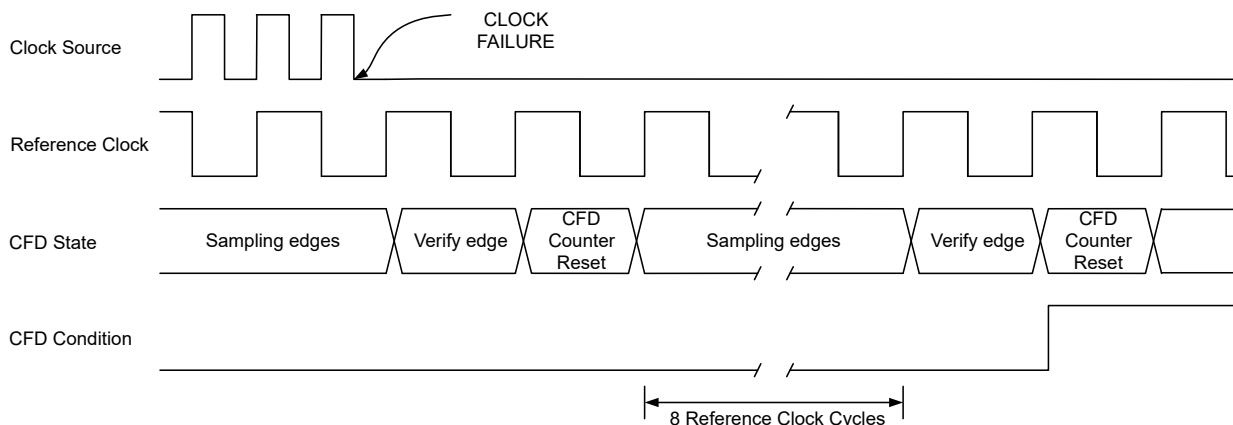 Clock Source
CLOCK
FAILURE
Reference Clock
CFD State
Sampling edges
Verify edge
CFD
Counter
Reset
Sampling edges
Verify edge
CFD
Counter
Reset
CFD Condition
8 Reference Clock Cycles